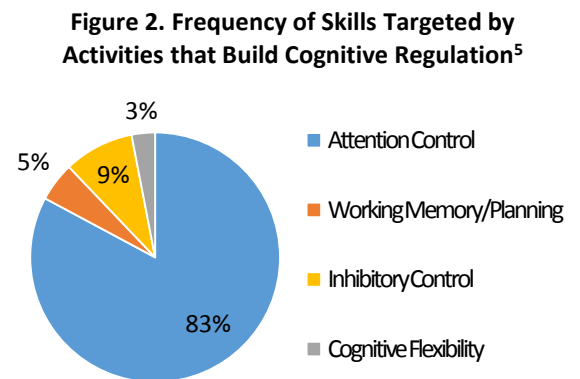 Figure 2. Frequency of Skills Targeted by
Activities that Build Cognitive Regulation⁵
3%
5%
9%
83%
Attention Control
Working Memory/Planning
Inhibitory Control
Cognitive Flexibility